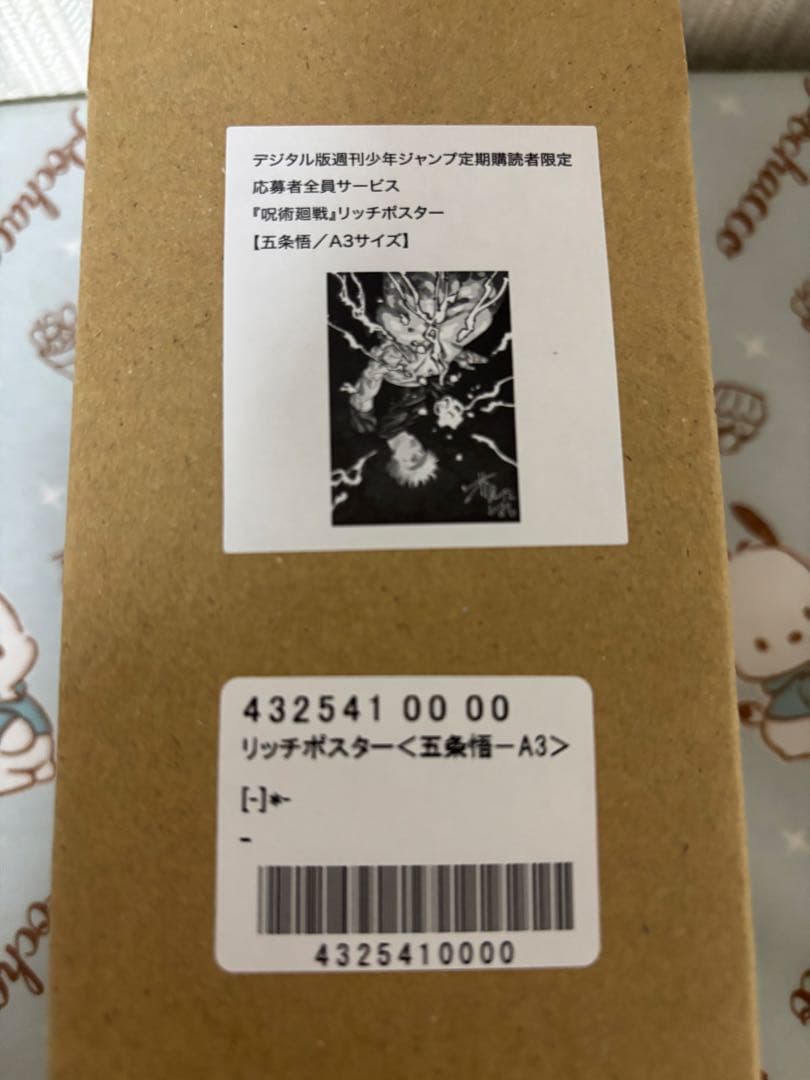 デジタル版週刊少年ジャンプ定期購読者限定
応募者全員サービス
『呪術廻戦』リッチポスター
【五条悟／A3サイズ】
432541 00 00
リッチポスター＜五条悟－A3＞
[-]*-
-
4325410000
Pochacco
Pochacco